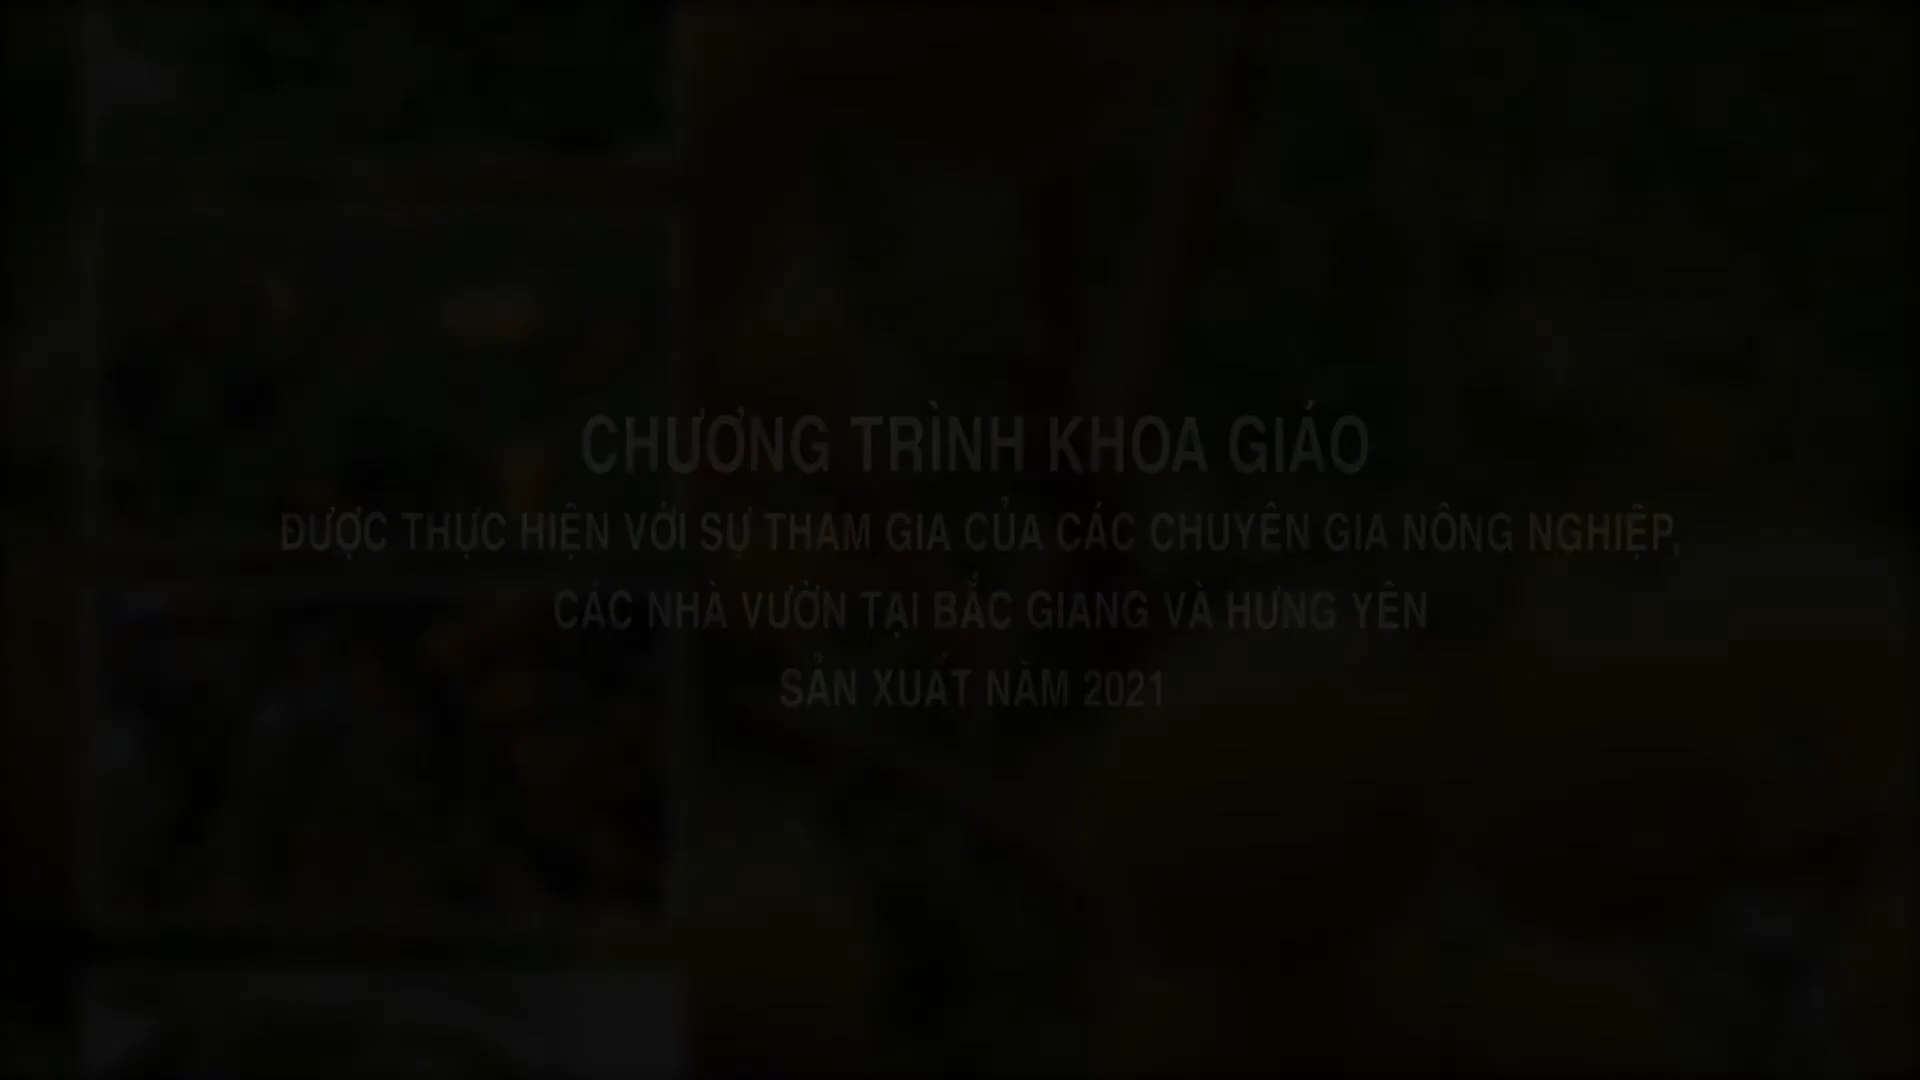 CHƯƠNG TRÌNH KHOA GIÁO
ĐƯỢC THỰC HIỆN VỚI SỰ THAM GIA CỦA CÁC CHUYÊN GIA NÔNG NGHIỆP,
CÁC NHÀ VƯỜN TẠI BẮC GIANG VÀ HƯNG YÊN
SẢN XUẤT NĂM 2021